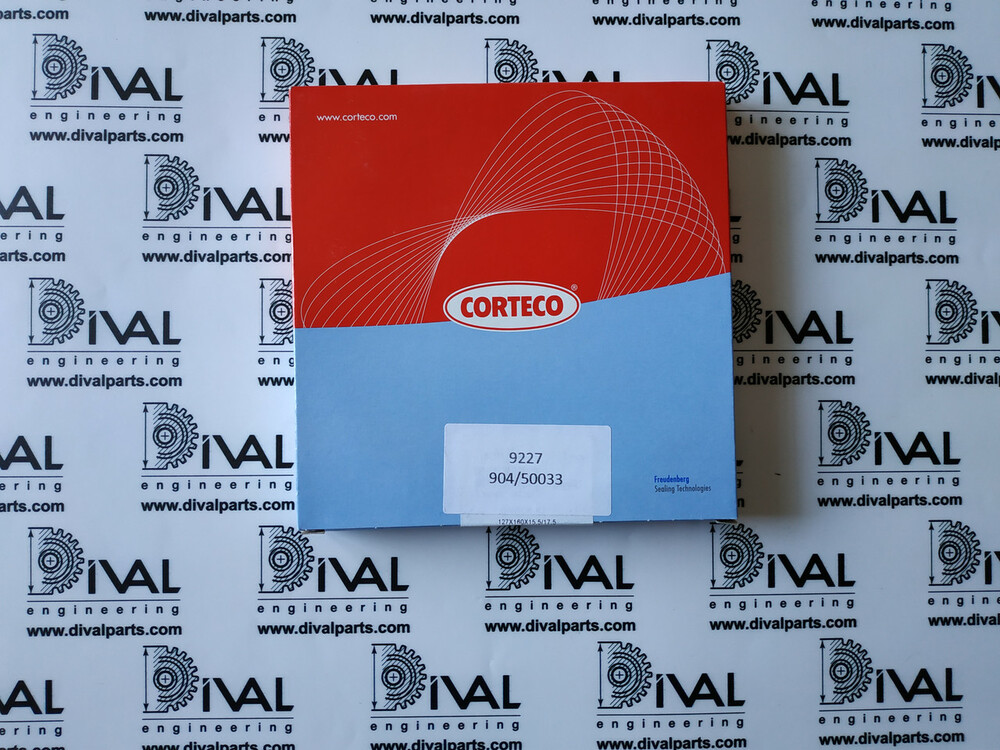 www.corteco.com
CORTECO®
9227
904/50033
Freudenberg
Sealing Technologies
127X160X15.5/17.5
DIVAL
engineering
www.divalparts.com